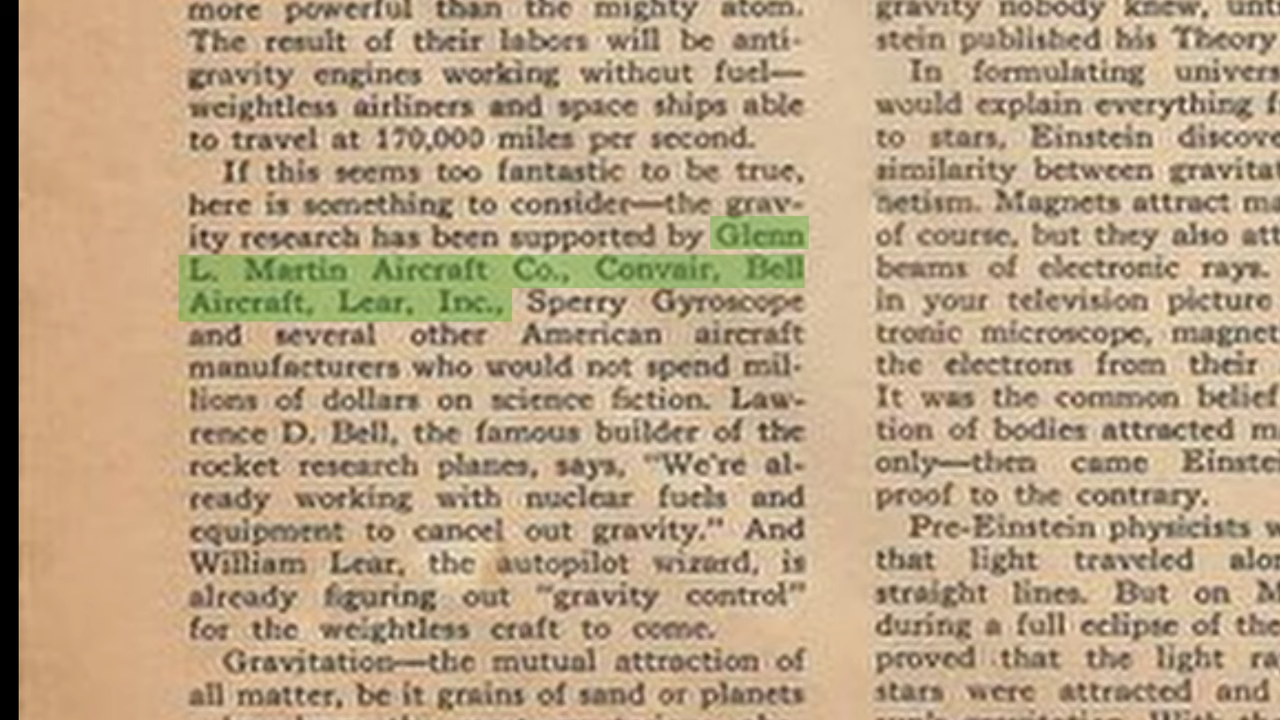 more powerful than the mighty atom.
The result of their labors will be anti-
gravity engines working without fuel—
weightless airliners and space ships able
to travel at 170,000 miles per second.
If this seems too fantastic to be true,
here is something to consider—the grav-
ity research has been supported by Glenn
L. Martin Aircraft Co., Convair, Bell
Aircraft, Lear, Inc., Sperry Gyroscope
and several other American aircraft
manufacturers who would not spend mil-
lions of dollars on science fiction. Law-
rence D. Bell, the famous builder of the
rocket research planes, says, "We're al-
ready working with nuclear fuels and
equipment to cancel out gravity." And
William Lear, the autopilot wizard, is
already figuring out "gravity control"
for the weightless craft to come.
Gravitation—the mutual attraction of
all matter, be it grains of sand or planets
gravity nobody knew, unt
stein published his Theory
In formulating univers
would explain everything f
to stars, Einstein discove
similarity between gravitat
netism. Magnets attract ma
of course, but they also att
beams of electronic rays.
in your television picture
tronic microscope, magnet
the electrons from their
It was the common belief
tion of bodies attracted m
only—then came Einstei
proof to the contrary.
Pre-Einstein physicists w
that light traveled alon
straight lines. But on M
during a full eclipse of the
proved that the light ra
stars were attracted and